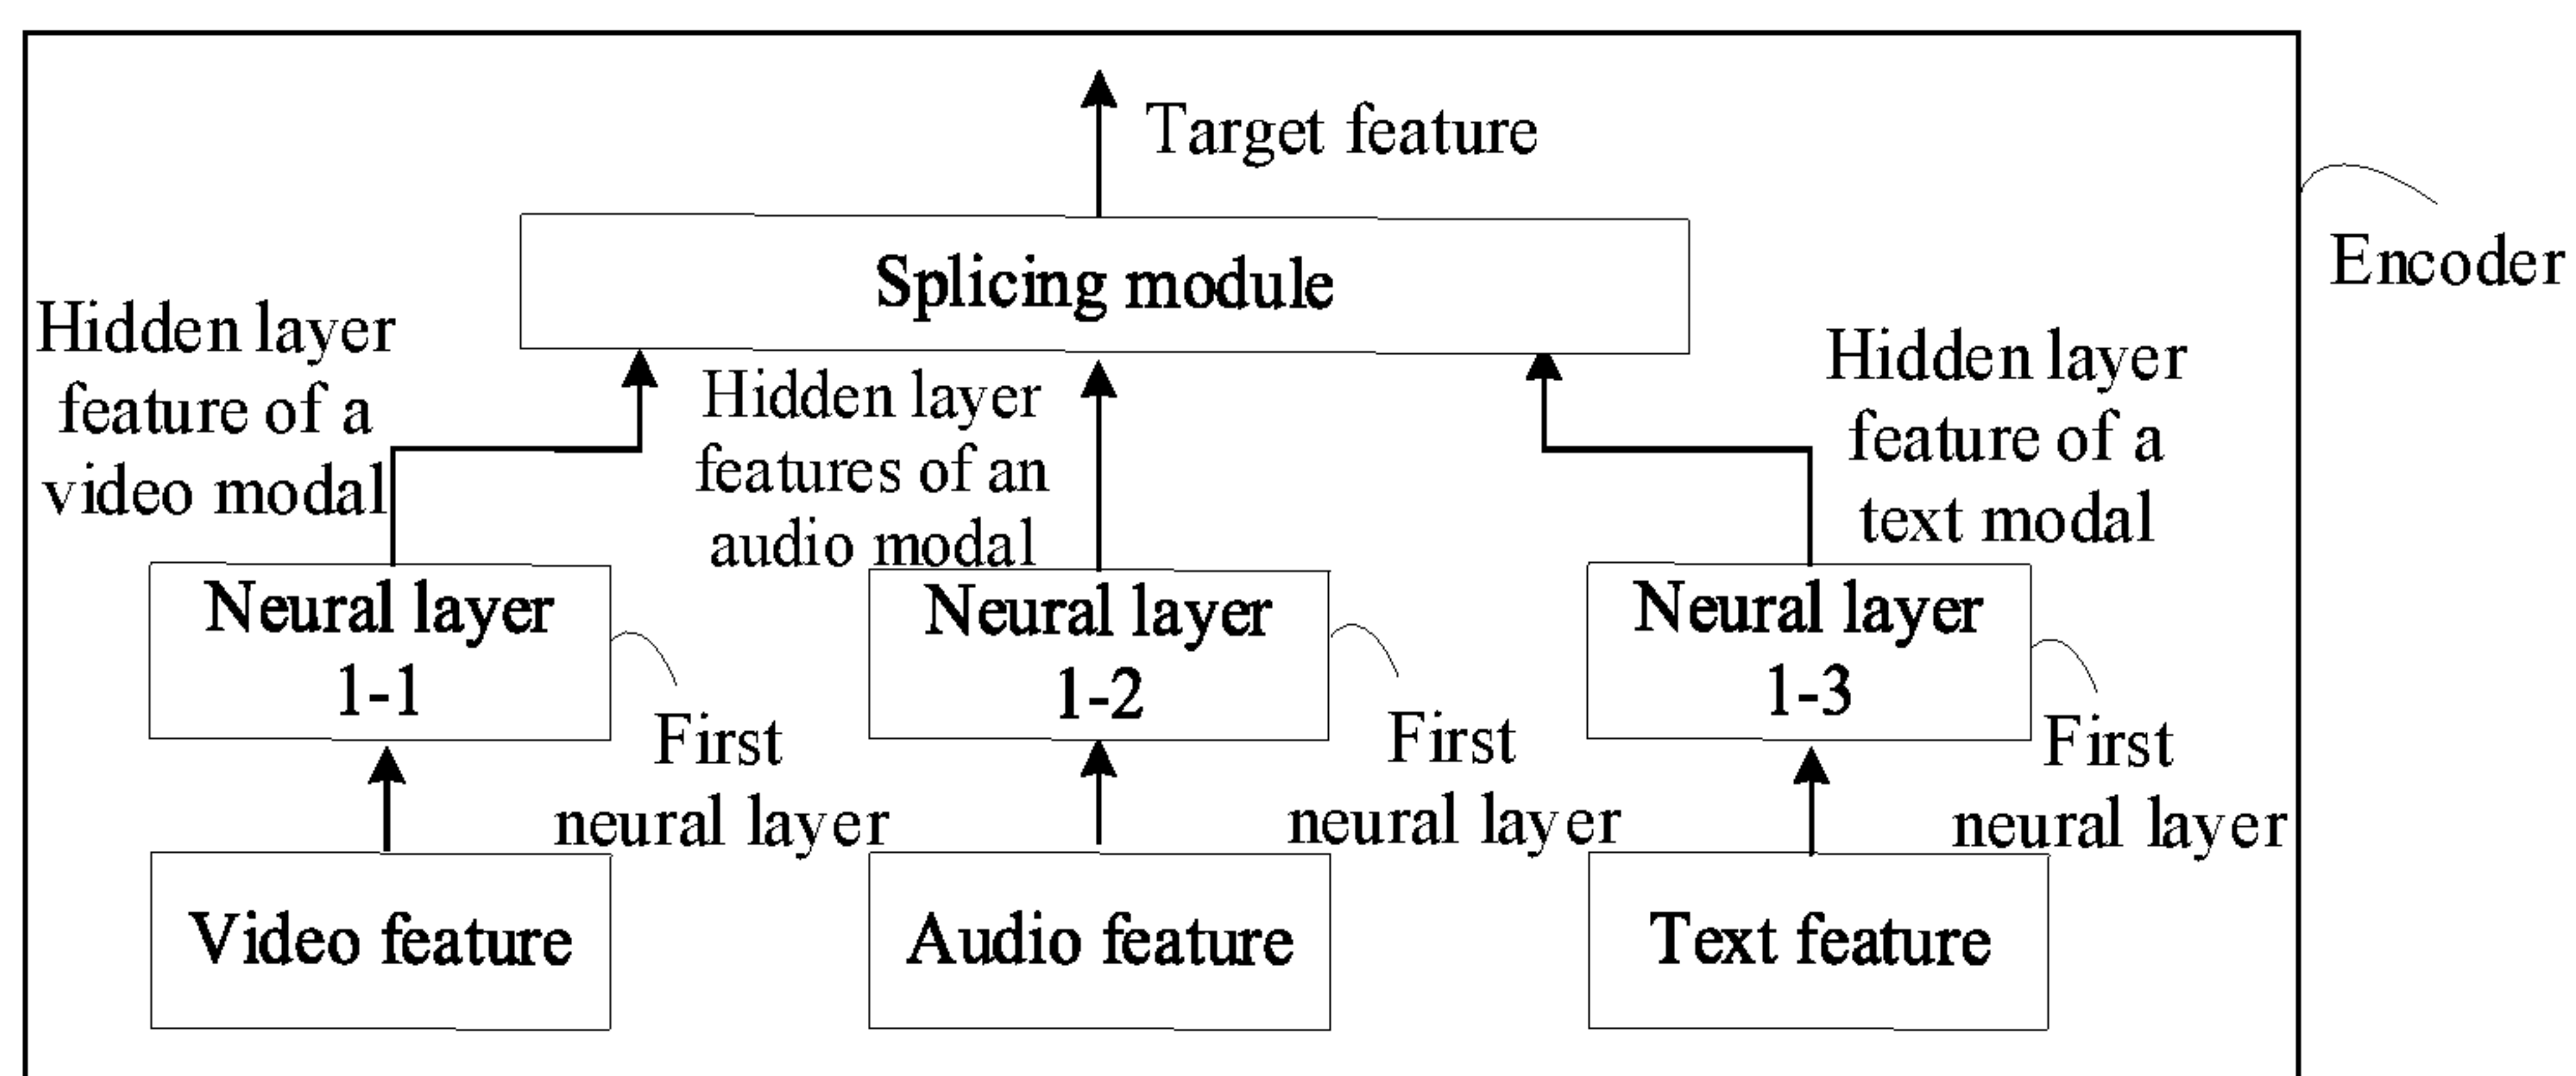 Target feature
Splicing module
Encoder
Hidden layer
feature of a
video modal
Hidden layer
features of an
audio modal
Hidden layer
feature of a
text modal
Neural layer
1-1
First
neural layer
Neural layer
1-2
First
neural layer
Neural layer
1-3
First
neural layer
Video feature
Audio feature
Text feature